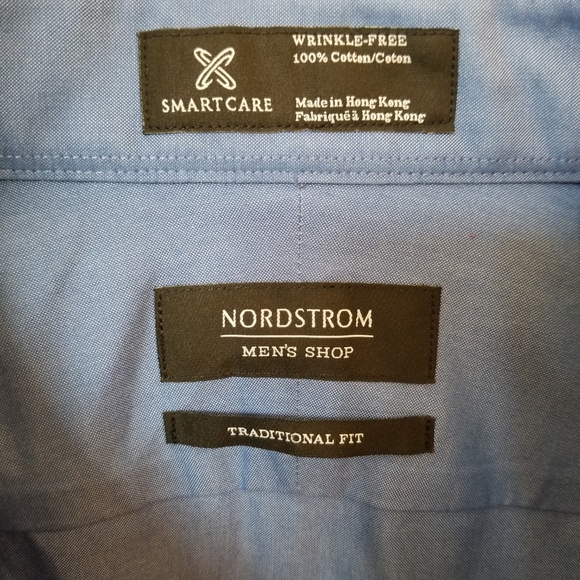 WRINKLE-FREE
100% Cotton/Coton
SMARTCARE
Made in Hong Kong
Fabriqué à Hong Kong
NORDSTROM
MEN'S SHOP
TRADITIONAL FIT